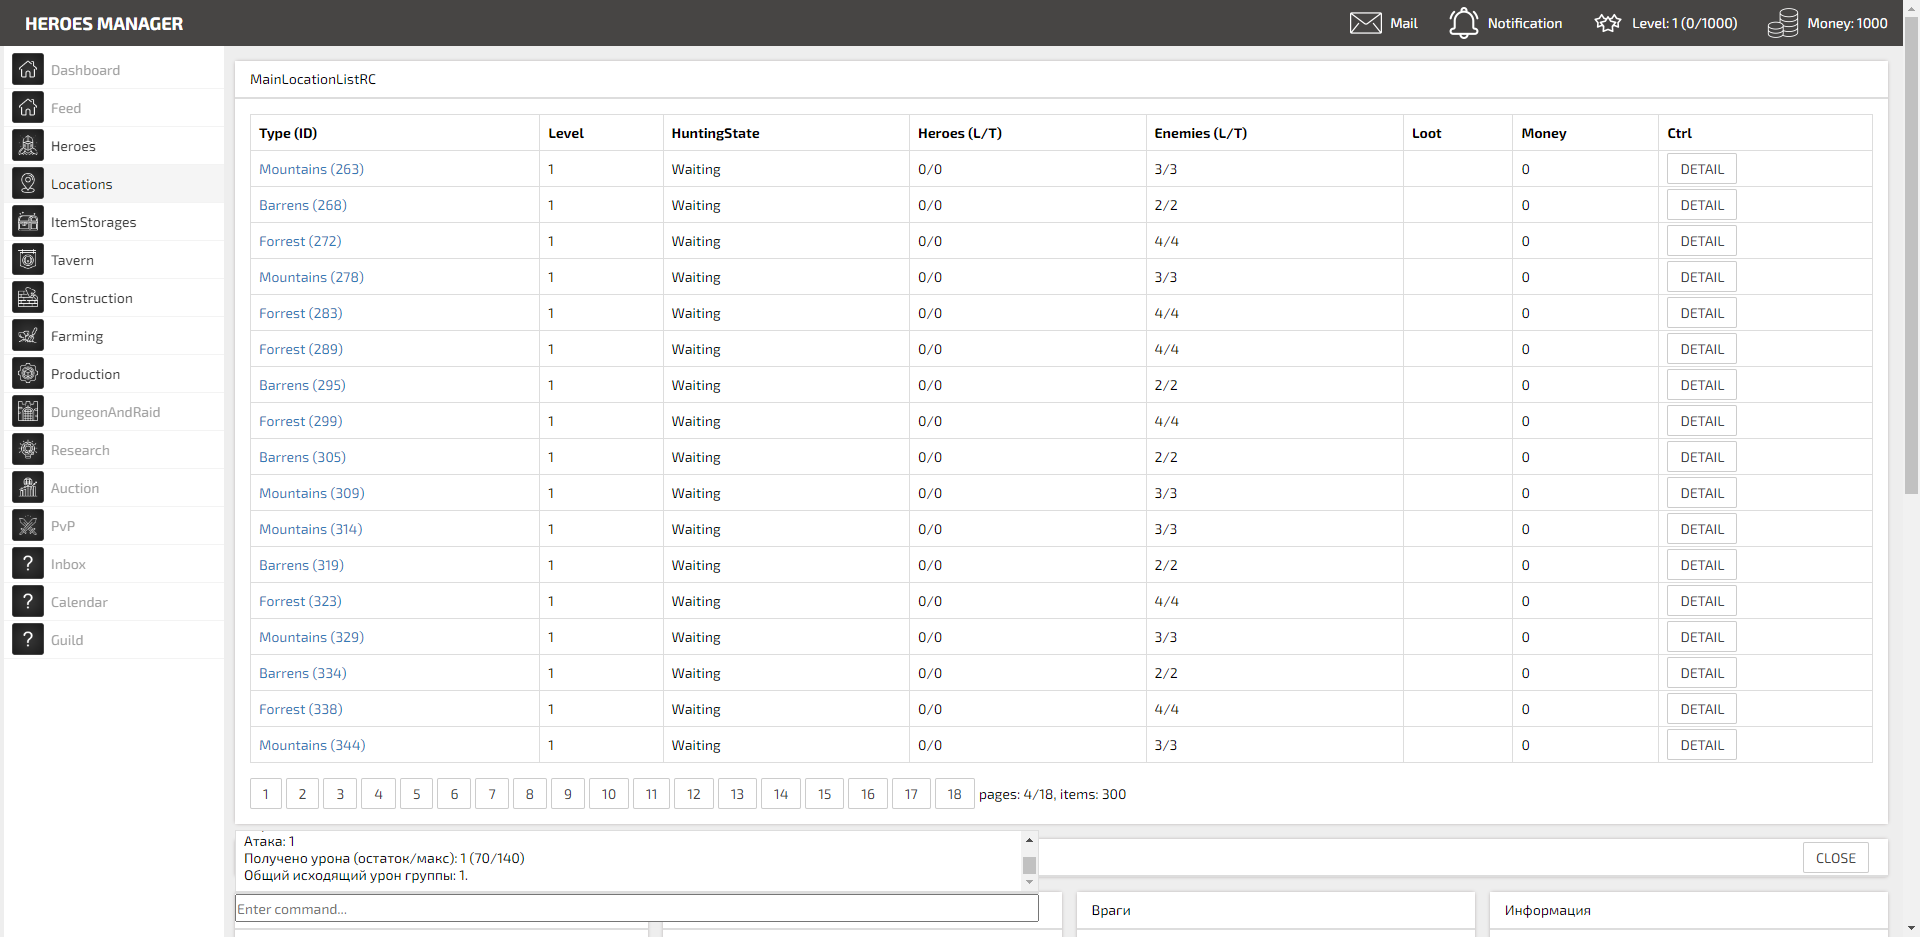 HEROES MANAGER
Mail
Notification
Level: 1 (0/1000)
Money: 1000
Dashboard
Feed
Heroes
Locations
ItemStorages
Tavern
Construction
Farming
Production
DungeonAndRaid
Research
Auction
PvP
? Inbox
? Calendar
? Guild
MainLocationListRC
Type (ID) Level HuntingState Heroes (L/T) Enemies (L/T) Loot Money Ctrl
Mountains (263) 1 Waiting 0/0 3/3 0 DETAIL
Barrens (268) 1 Waiting 0/0 2/2 0 DETAIL
Forrest (272) 1 Waiting 0/0 4/4 0 DETAIL
Mountains (278) 1 Waiting 0/0 3/3 0 DETAIL
Forrest (283) 1 Waiting 0/0 4/4 0 DETAIL
Forrest (289) 1 Waiting 0/0 4/4 0 DETAIL
Barrens (295) 1 Waiting 0/0 2/2 0 DETAIL
Forrest (299) 1 Waiting 0/0 4/4 0 DETAIL
Barrens (305) 1 Waiting 0/0 2/2 0 DETAIL
Mountains (309) 1 Waiting 0/0 3/3 0 DETAIL
Mountains (314) 1 Waiting 0/0 3/3 0 DETAIL
Barrens (319) 1 Waiting 0/0 2/2 0 DETAIL
Forrest (323) 1 Waiting 0/0 4/4 0 DETAIL
Mountains (329) 1 Waiting 0/0 3/3 0 DETAIL
Barrens (334) 1 Waiting 0/0 2/2 0 DETAIL
Forrest (338) 1 Waiting 0/0 4/4 0 DETAIL
Mountains (344) 1 Waiting 0/0 3/3 0 DETAIL
1 2 3 4 5 6 7 8 9 10 11 12 13 14 15 16 17 18 pages: 4/18, items: 300
Атака: 1
Получено урона (остаток/макс): 1 (70/140)
Общий исходящий урон группы: 1.
CLOSE
Enter command...
Враги
Информация